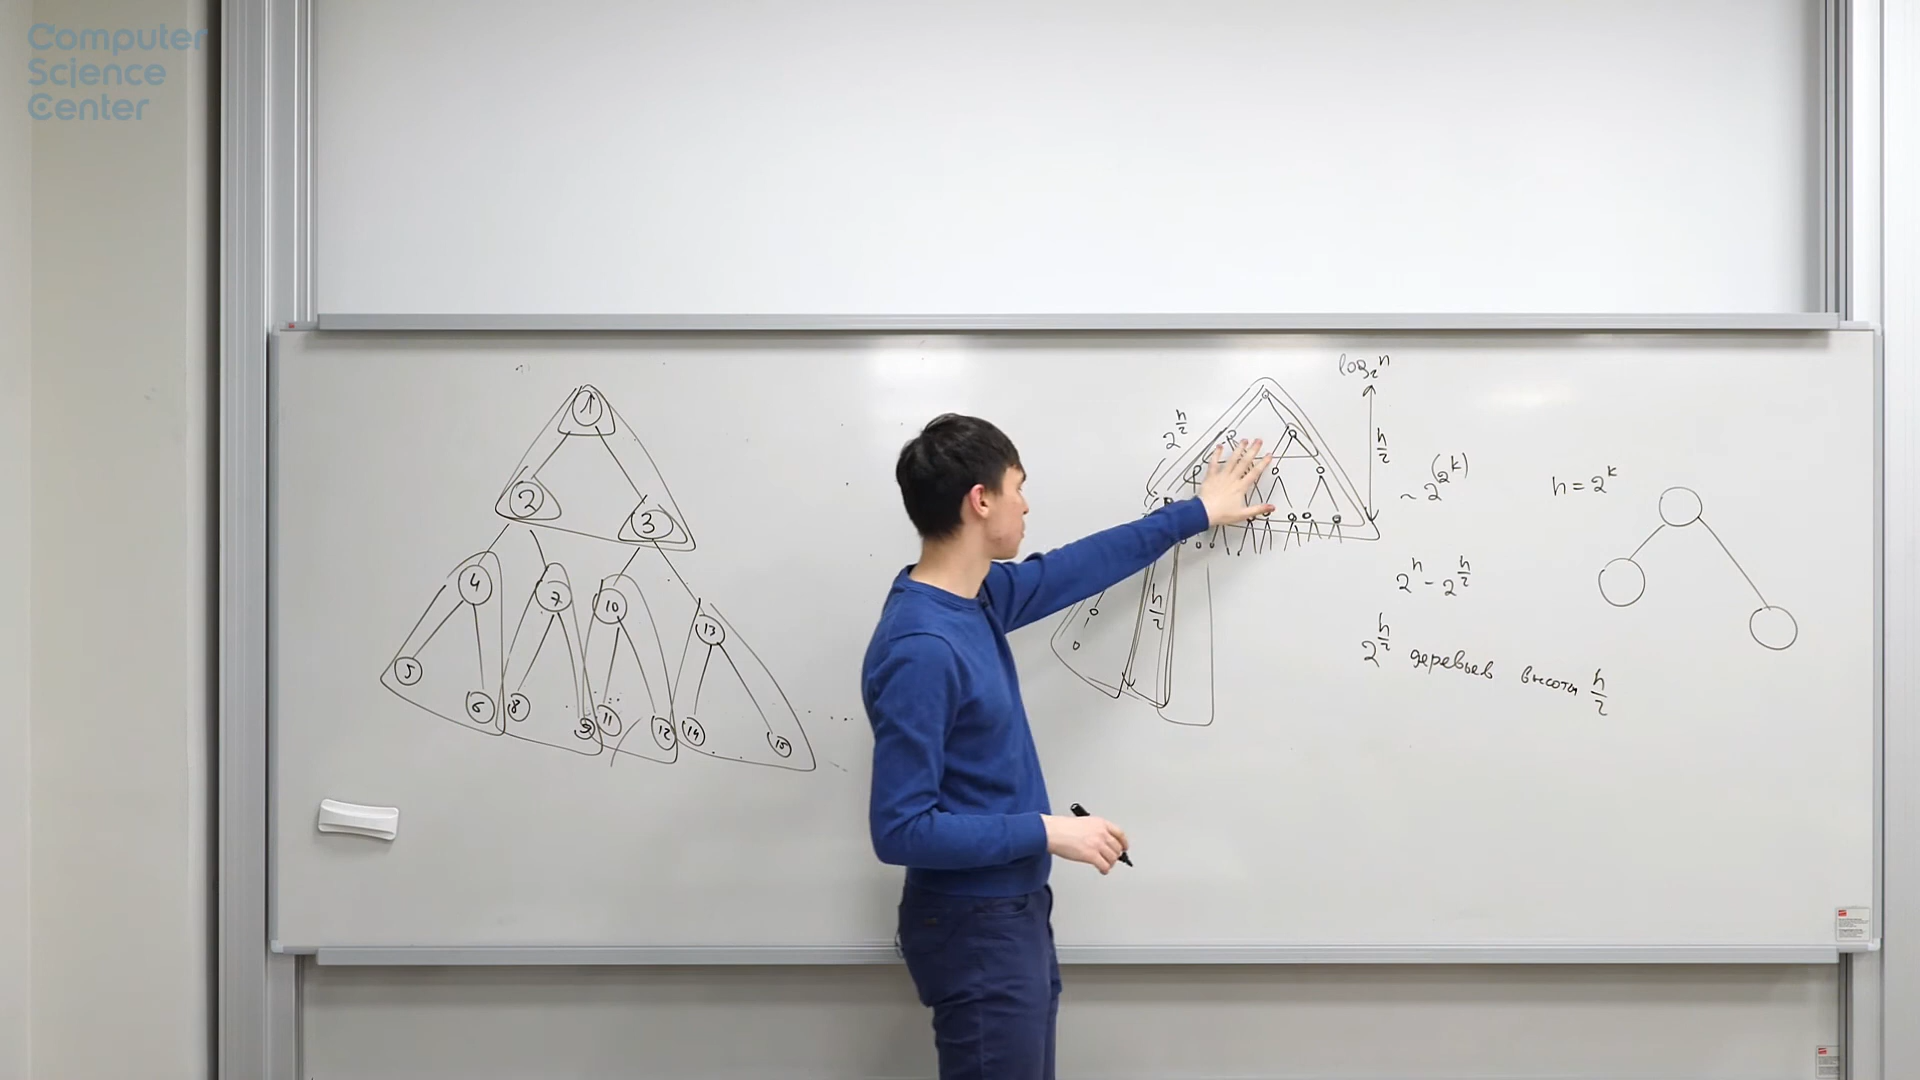 Computer
Science
Center
1
2
3
4
7
10
13
5
6
8
9
11
12
14
15
log₂n
2^(h/2)
h/2
~ 2^(2^k)
h = 2^k
2^h - 2^(h/2)
h/2
2^(h/2) деревьев высоты h/2